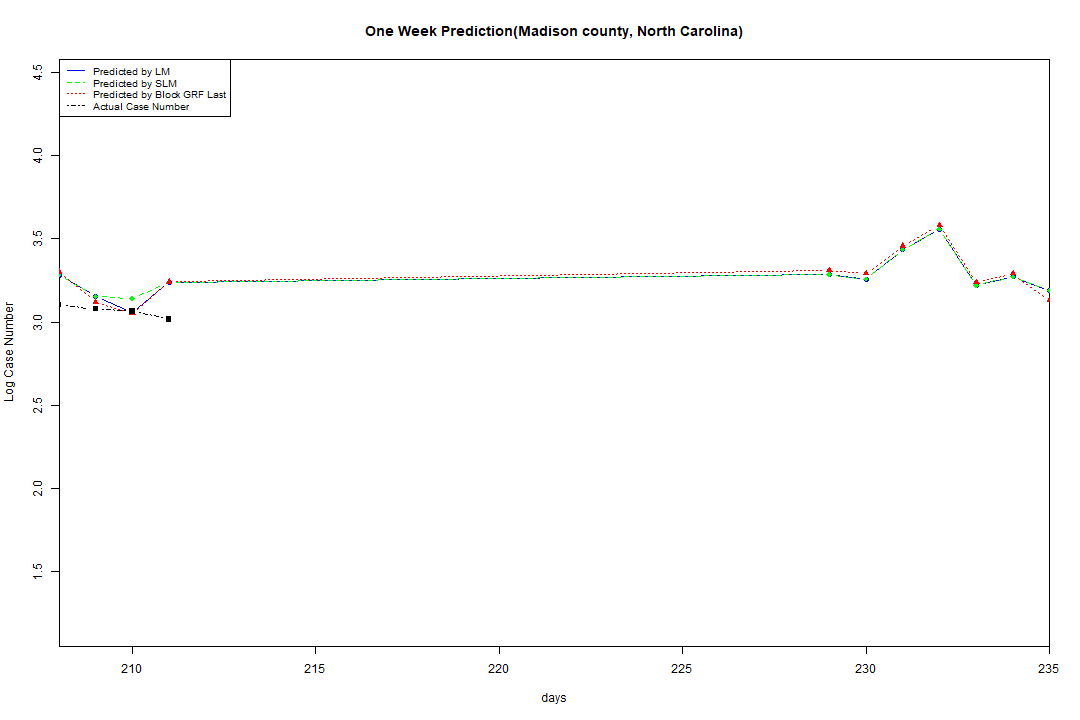 One Week Prediction(Madison county, North Carolina)
Predicted by LM
Predicted by SLM
Predicted by Block GRF Last
Actual Case Number
4.5
4.0
3.5
3.0
2.5
2.0
1.5
Log Case Number
210
215
220
225
230
235
days